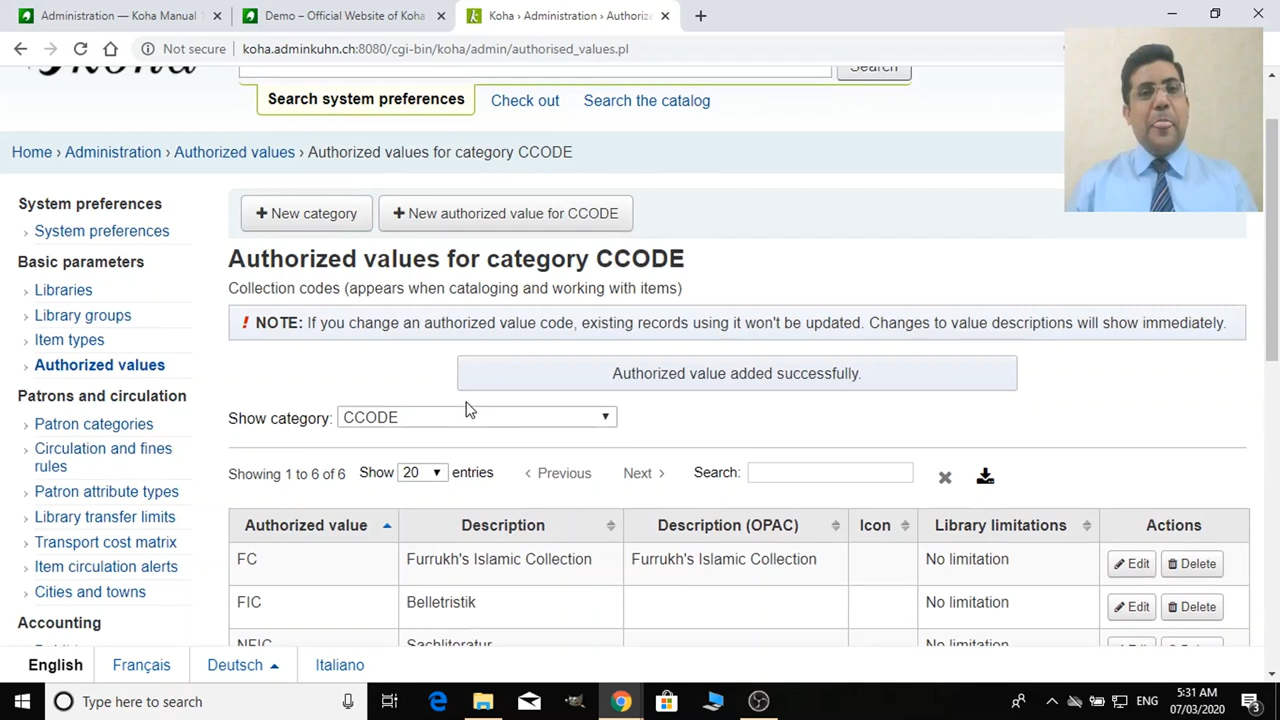 Administration — Koha Manual
Demo – Official Website of Koha
Koha › Administration › Authorize
Not secure
koha.adminkuhn.ch:8080/cgi-bin/koha/admin/authorised_values.pl
Search
Search system preferences
Check out
Search the catalog
Home › Administration › Authorized values › Authorized values for category CCODE
System preferences
System preferences
Basic parameters
Libraries
Library groups
Item types
Authorized values
Patrons and circulation
Patron categories
Circulation and fines
rules
Patron attribute types
Library transfer limits
Transport cost matrix
Item circulation alerts
Cities and towns
Accounting
New category
New authorized value for CCODE
Authorized values for category CCODE
Collection codes (appears when cataloging and working with items)
! NOTE: If you change an authorized value code, existing records using it won't be updated. Changes to value descriptions will show immediately.
Authorized value added successfully.
Show category: CCODE
Showing 1 to 6 of 6 Show 20 entries ‹ Previous Next › Search:
Authorized value Description Description (OPAC) Icon Library limitations Actions
FC Furrukh's Islamic Collection Furrukh's Islamic Collection No limitation Edit Delete
FIC Belletristik No limitation Edit Delete
NFIC Sachliteratur
English Français Deutsch Italiano
Type here to search
ENG
5:31 AM
07/03/2020
3